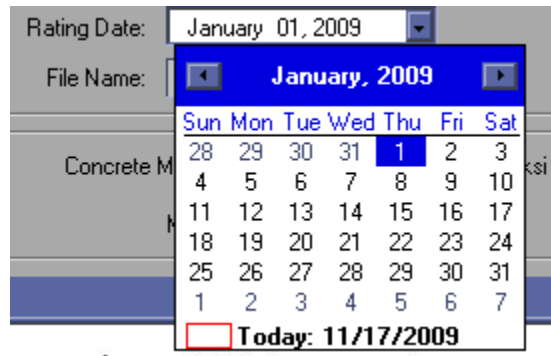 Rating Date: January 01, 2009
File Name:
January, 2009
Sun Mon Tue Wed Thu Fri Sat
28 29 30 31 1 2 3
4 5 6 7 8 9 10
Concrete M ksi
11 12 13 14 15 16 17
18 19 20 21 22 23 24
25 26 27 28 29 30 31
1 2 3 4 5 6 7
Today: 11/17/2009